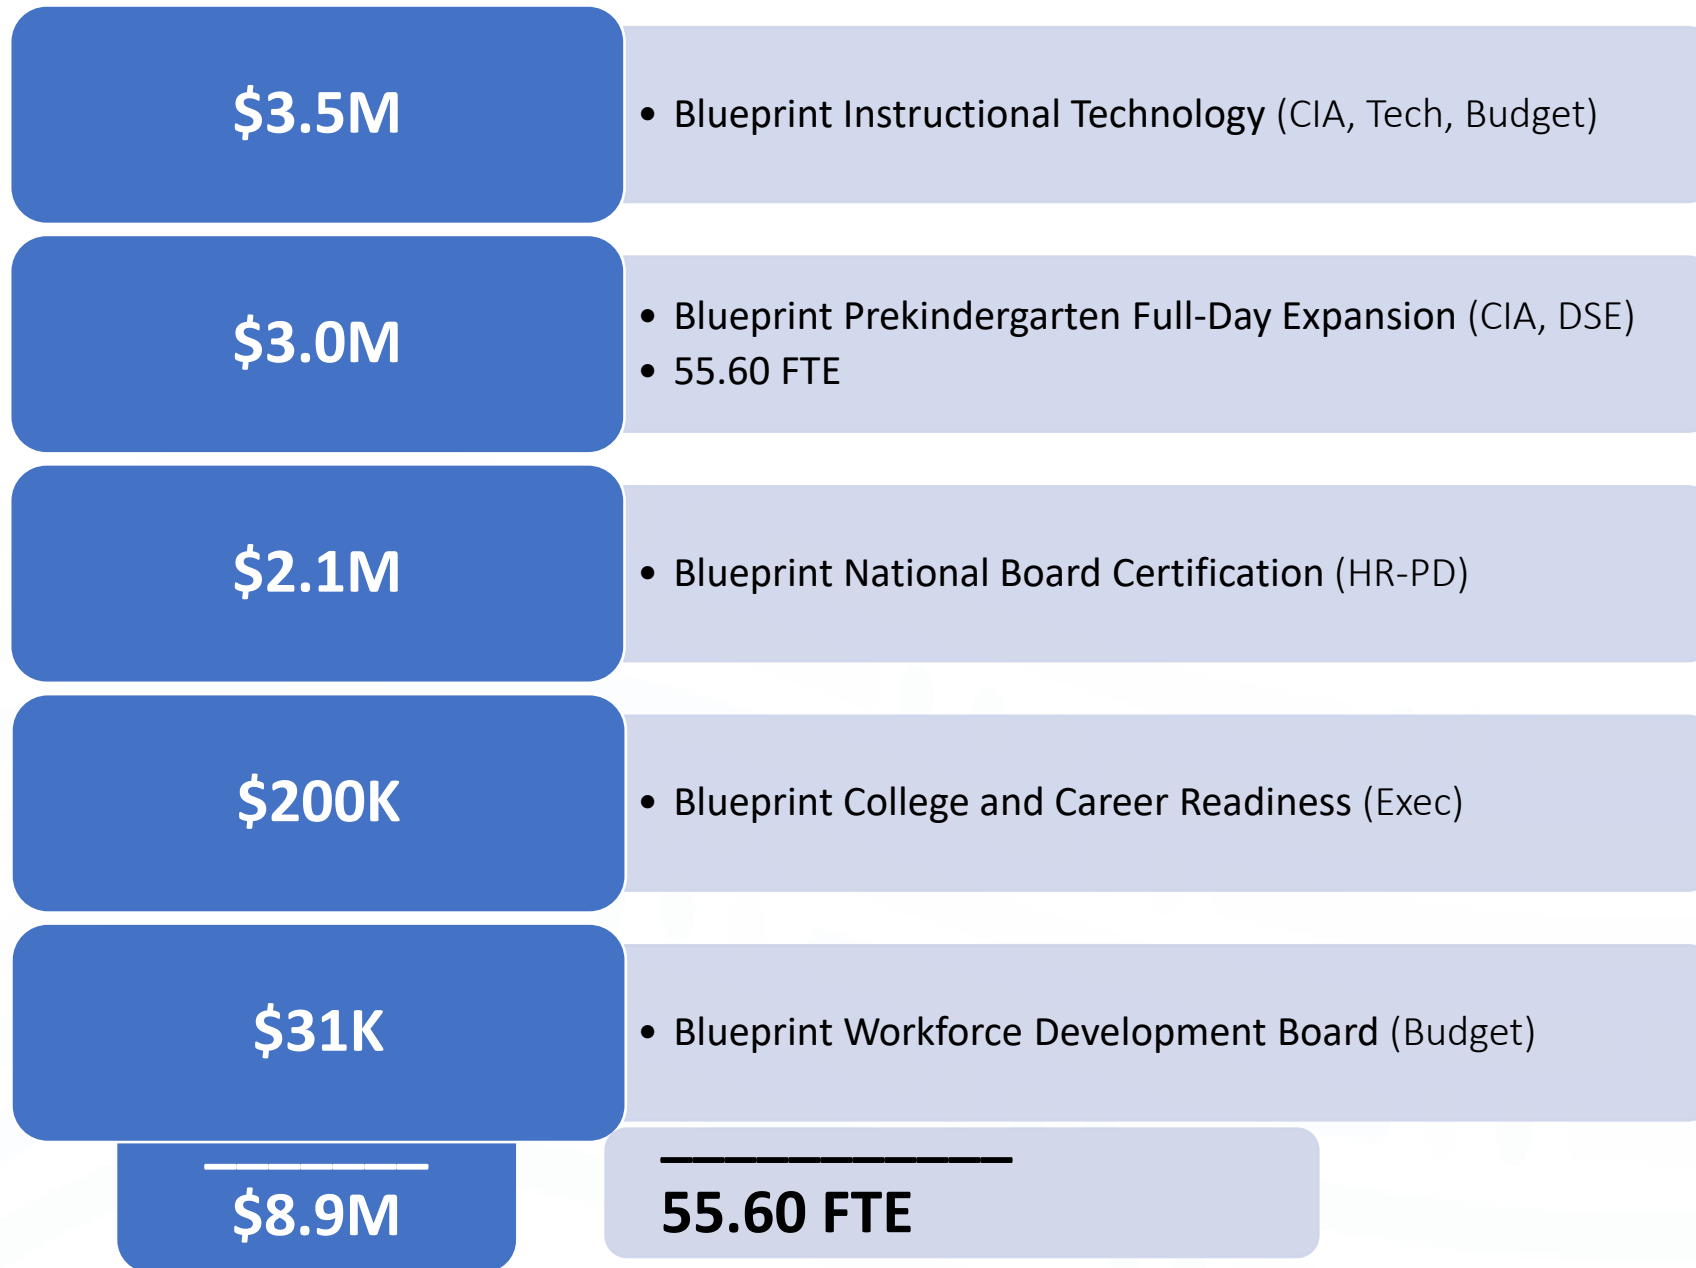 $3.5M
• Blueprint Instructional Technology (CIA, Tech, Budget)
$3.0M
• Blueprint Prekindergarten Full-Day Expansion (CIA, DSE)
• 55.60 FTE
$2.1M
• Blueprint National Board Certification (HR-PD)
$200K
• Blueprint College and Career Readiness (Exec)
$31K
• Blueprint Workforce Development Board (Budget)
$8.9M
55.60 FTE